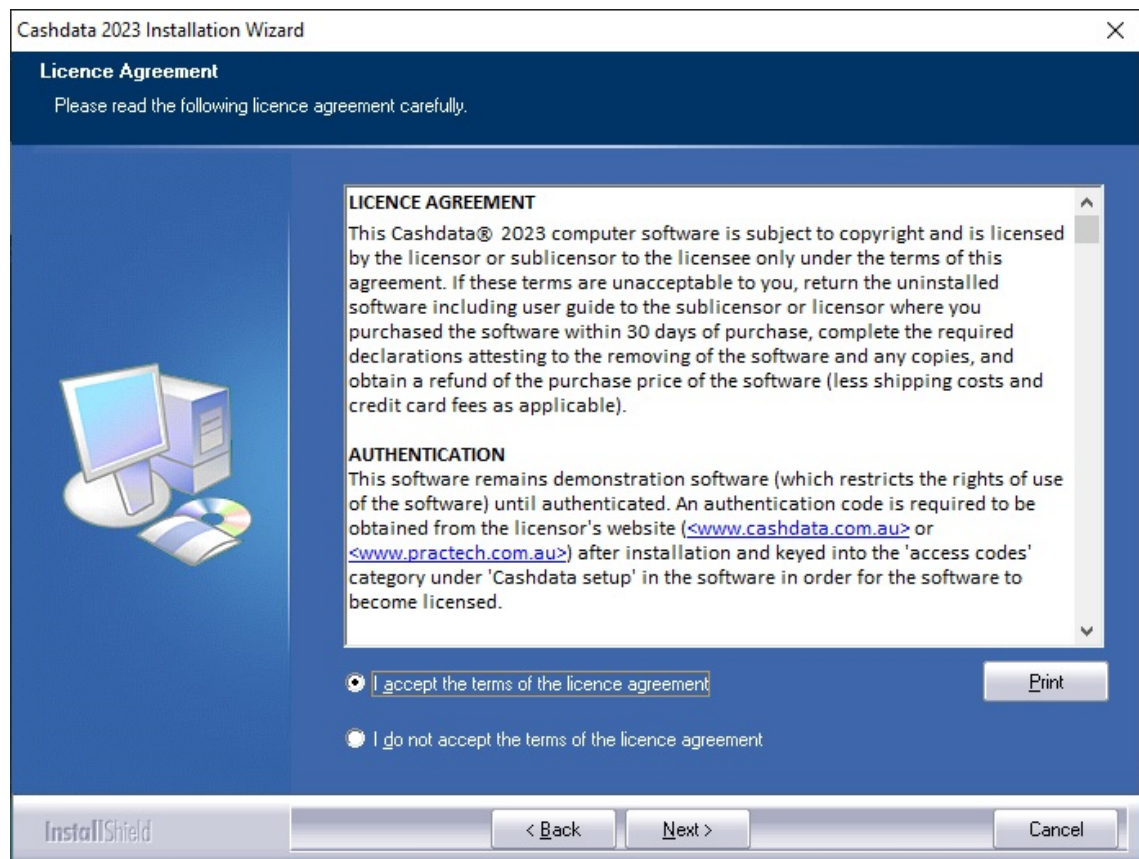 Cashdata 2023 Installation Wizard
Licence Agreement
Please read the following licence agreement carefully.
LICENCE AGREEMENT
This Cashdata® 2023 computer software is subject to copyright and is licensed
by the licensor or sublicensor to the licensee only under the terms of this
agreement. If these terms are unacceptable to you, return the uninstalled
software including user guide to the sublicensor or licensor where you
purchased the software within 30 days of purchase, complete the required
declarations attesting to the removing of the software and any copies, and
obtain a refund of the purchase price of the software (less shipping costs and
credit card fees as applicable).
AUTHENTICATION
This software remains demonstration software (which restricts the rights of use
of the software) until authenticated. An authentication code is required to be
obtained from the licensor's website (<www.cashdata.com.au> or
<www.practech.com.au>) after installation and keyed into the 'access codes'
category under 'Cashdata setup' in the software in order for the software to
become licensed.
I accept the terms of the licence agreement
Print
I do not accept the terms of the licence agreement
InstallShield
< Back
Next >
Cancel